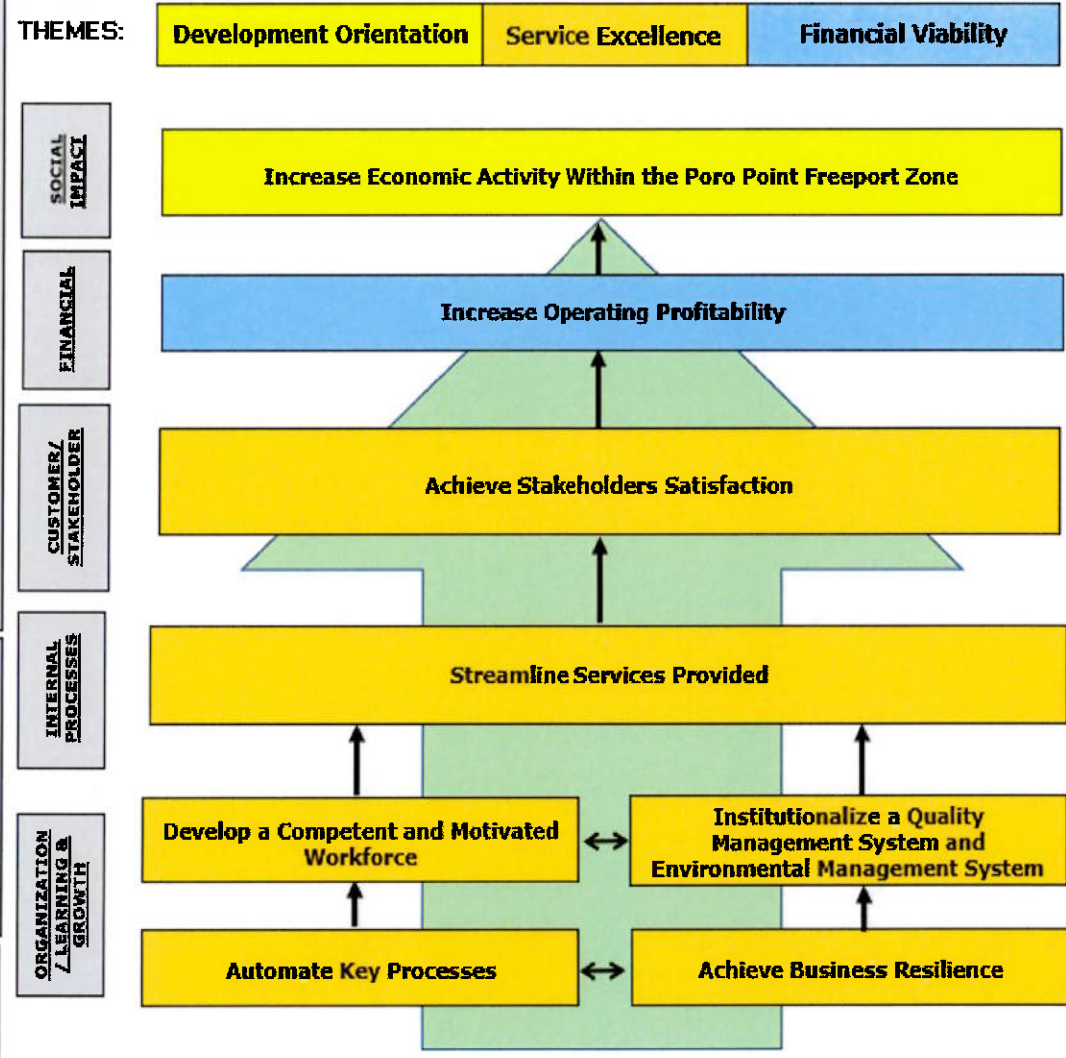 THEMES:
Development Orientation
Service Excellence
Financial Viability
SOCIAL
IMPACT
Increase Economic Activity Within the Poro Point Freeport Zone
FINANCIAL
Increase Operating Profitability
CUSTOMER/
STAKEHOLDER
Achieve Stakeholders Satisfaction
INTERNAL
PROCESSES
Streamline Services Provided
ORGANIZATION
/ LEARNING &
GROWTH
Develop a Competent and Motivated
Workforce
Institutionalize a Quality
Management System and
Environmental Management System
Automate Key Processes
Achieve Business Resilience